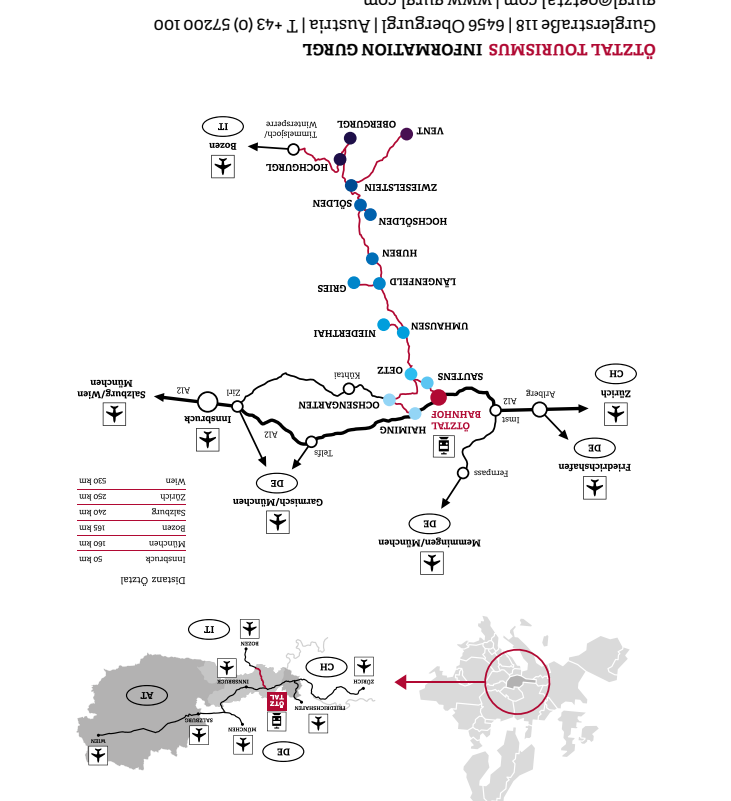 DE
WIEN
MÜNCHEN
SALZBURG
FRIEDRICHSHAFEN
ÖTZ
TAL
AT
ZÜRICH
INNSBRUCK
CH
BOZEN
IT
Distanz Ötztal
Innsbruck 50 km
München 160 km
Bozen 165 km
Salzburg 240 km
Zürich 250 km
Wien 530 km
Memmingen/München
DE
Garmisch/München
DE
Fernpass
Friedrichshafen
DE
Telfs
A12
ÖTZTAL
BAHNHOF
HAIMING
Imst
A12
Arlberg
Innsbruck
Zirl
A12
Salzburg/Wien/
München
Zürich
CH
OCHSENGARTEN
Kühtai
SAUTENS
OETZ
UMHAUSEN
NIEDERTHAI
LÄNGENFELD
GRIES
HUBEN
HOCHSÖLDEN
SÖLDEN
ZWIESELSTEIN
HOCHGURGL
VENT
OBERGURGL
Timmelsjoch/
Wintersperre
Bozen
IT
ÖTZTAL TOURISMUS INFORMATION GURGL
Gurglerstraße 118 | 6456 Obergurgl | Austria | T +43 (0) 57200 100
gurgl@oetztal.com | www.gurgl.com